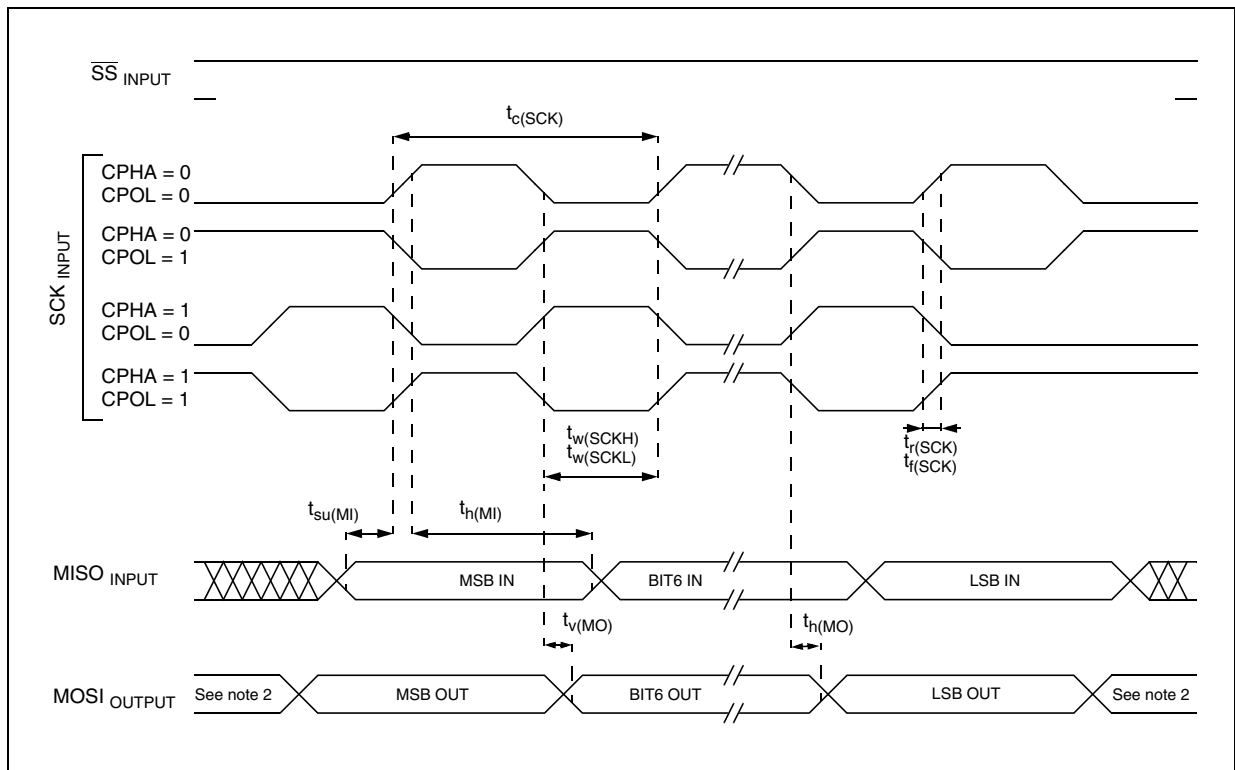 SS INPUT
tc(SCK)
SCK INPUT
CPHA = 0
CPOL = 0
CPHA = 0
CPOL = 1
CPHA = 1
CPOL = 0
CPHA = 1
CPOL = 1
tw(SCKH)
tw(SCKL)
tr(SCK)
tf(SCK)
tsu(MI)
th(MI)
MISO INPUT
MSB IN
BIT6 IN
LSB IN
tv(MO)
th(MO)
MOSI OUTPUT
See note 2
MSB OUT
BIT6 OUT
LSB OUT
See note 2